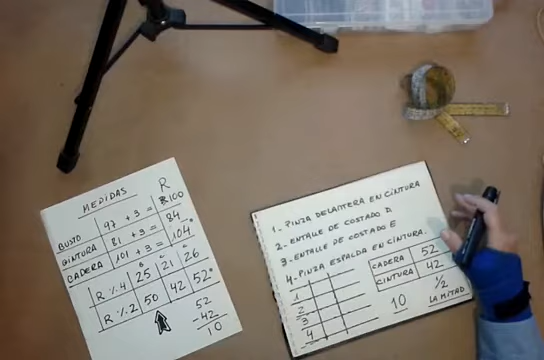 MEDIDAS
R
BUSTO 97 + 3 = 100
CINTURA 81 + 3 = 84
CADERA 101 + 3 = 104
R % 4 25 21 26
R % 2 50 42 52
52
-42
10
1- PINZA DELANTERA EN CINTURA
2- ENTALLE DE COSTADO D
3- ENTALLE DE COSTADO E
4- PINZA ESPALDA EN CINTURA.
CADERA 52
CINTURA 42
10 1/2
LA MITAD
1
2
3
4